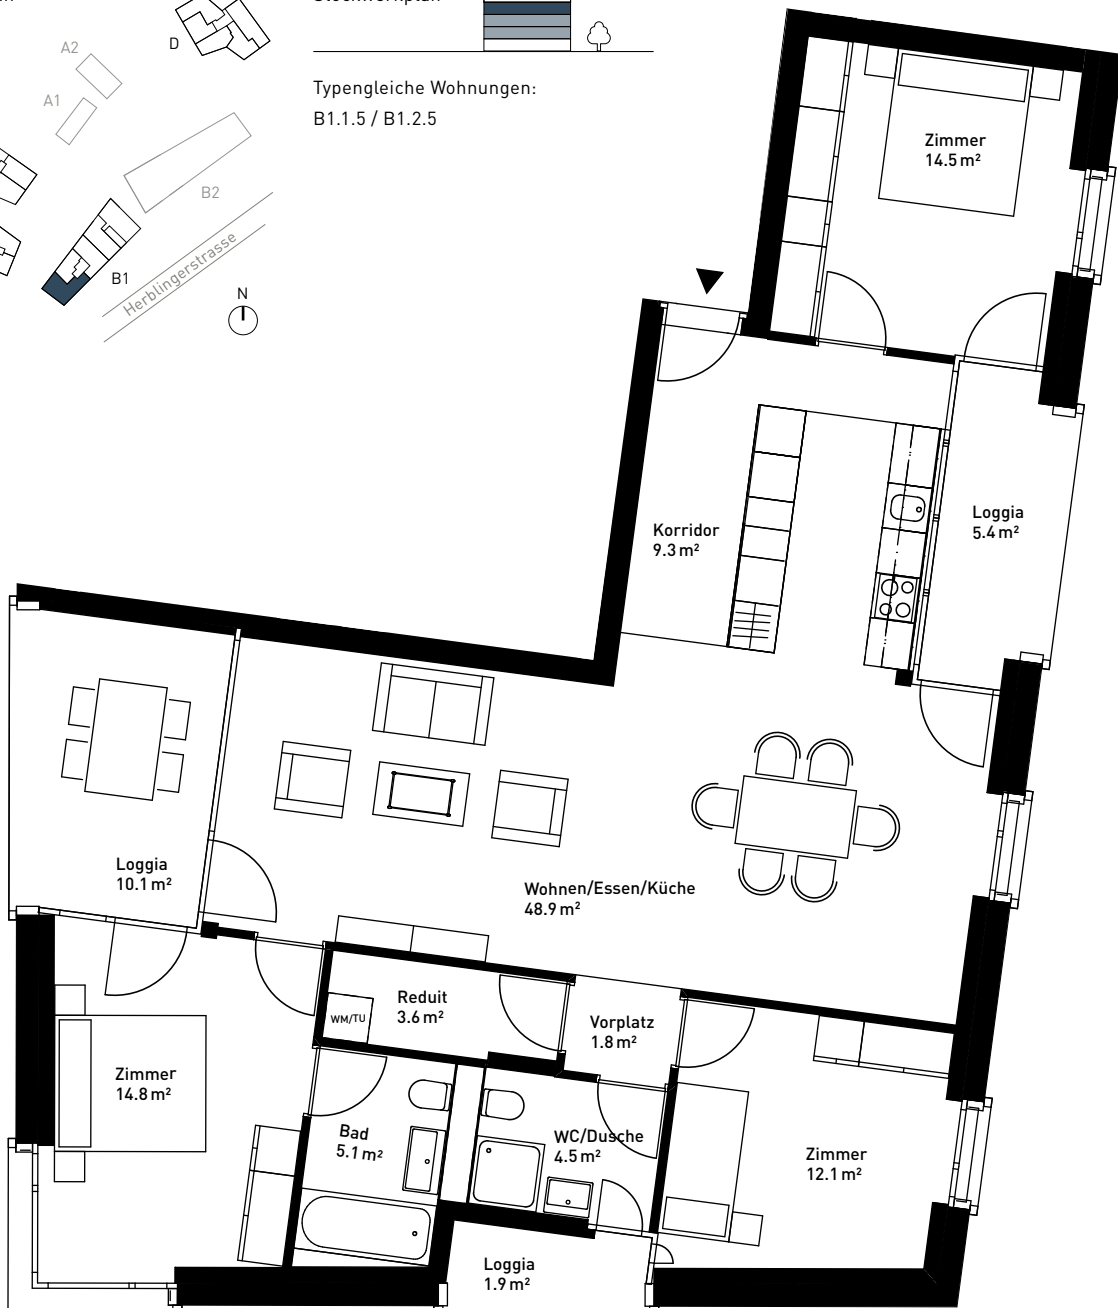 D
A2
A1
Typengleiche Wohnungen:
B1.1.5 / B1.2.5
B2
B1
Herblingerstrasse
N
Zimmer
14.5 m²
Korridor
9.3 m²
Loggia
5.4 m²
Loggia
10.1 m²
Wohnen/Essen/Küche
48.9 m²
Reduit
3.6 m²
WM/TU
Vorplatz
1.8 m²
Zimmer
14.8 m²
Bad
5.1 m²
WC/Dusche
4.5 m²
Zimmer
12.1 m²
Loggia
1.9 m²